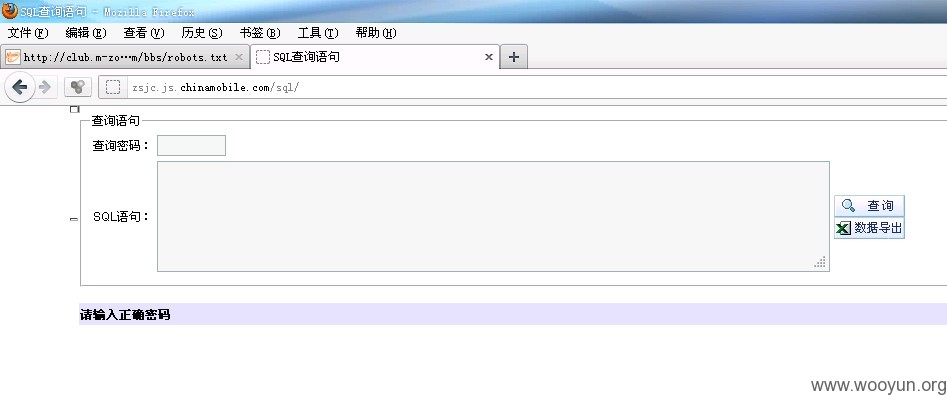 SQL查询语句 - Mozilla Firefox
文件(F) 编辑(E) 查看(V) 历史(S) 书签(B) 工具(T) 帮助(H)
http://club.m-zo…m/bbs/robots.txt × SQL查询语句 × +
zsjc.js.chinamobile.com/sql/
查询语句
查询密码:
SQL语句:
查询
数据导出
请输入正确密码
www.wooyun.org